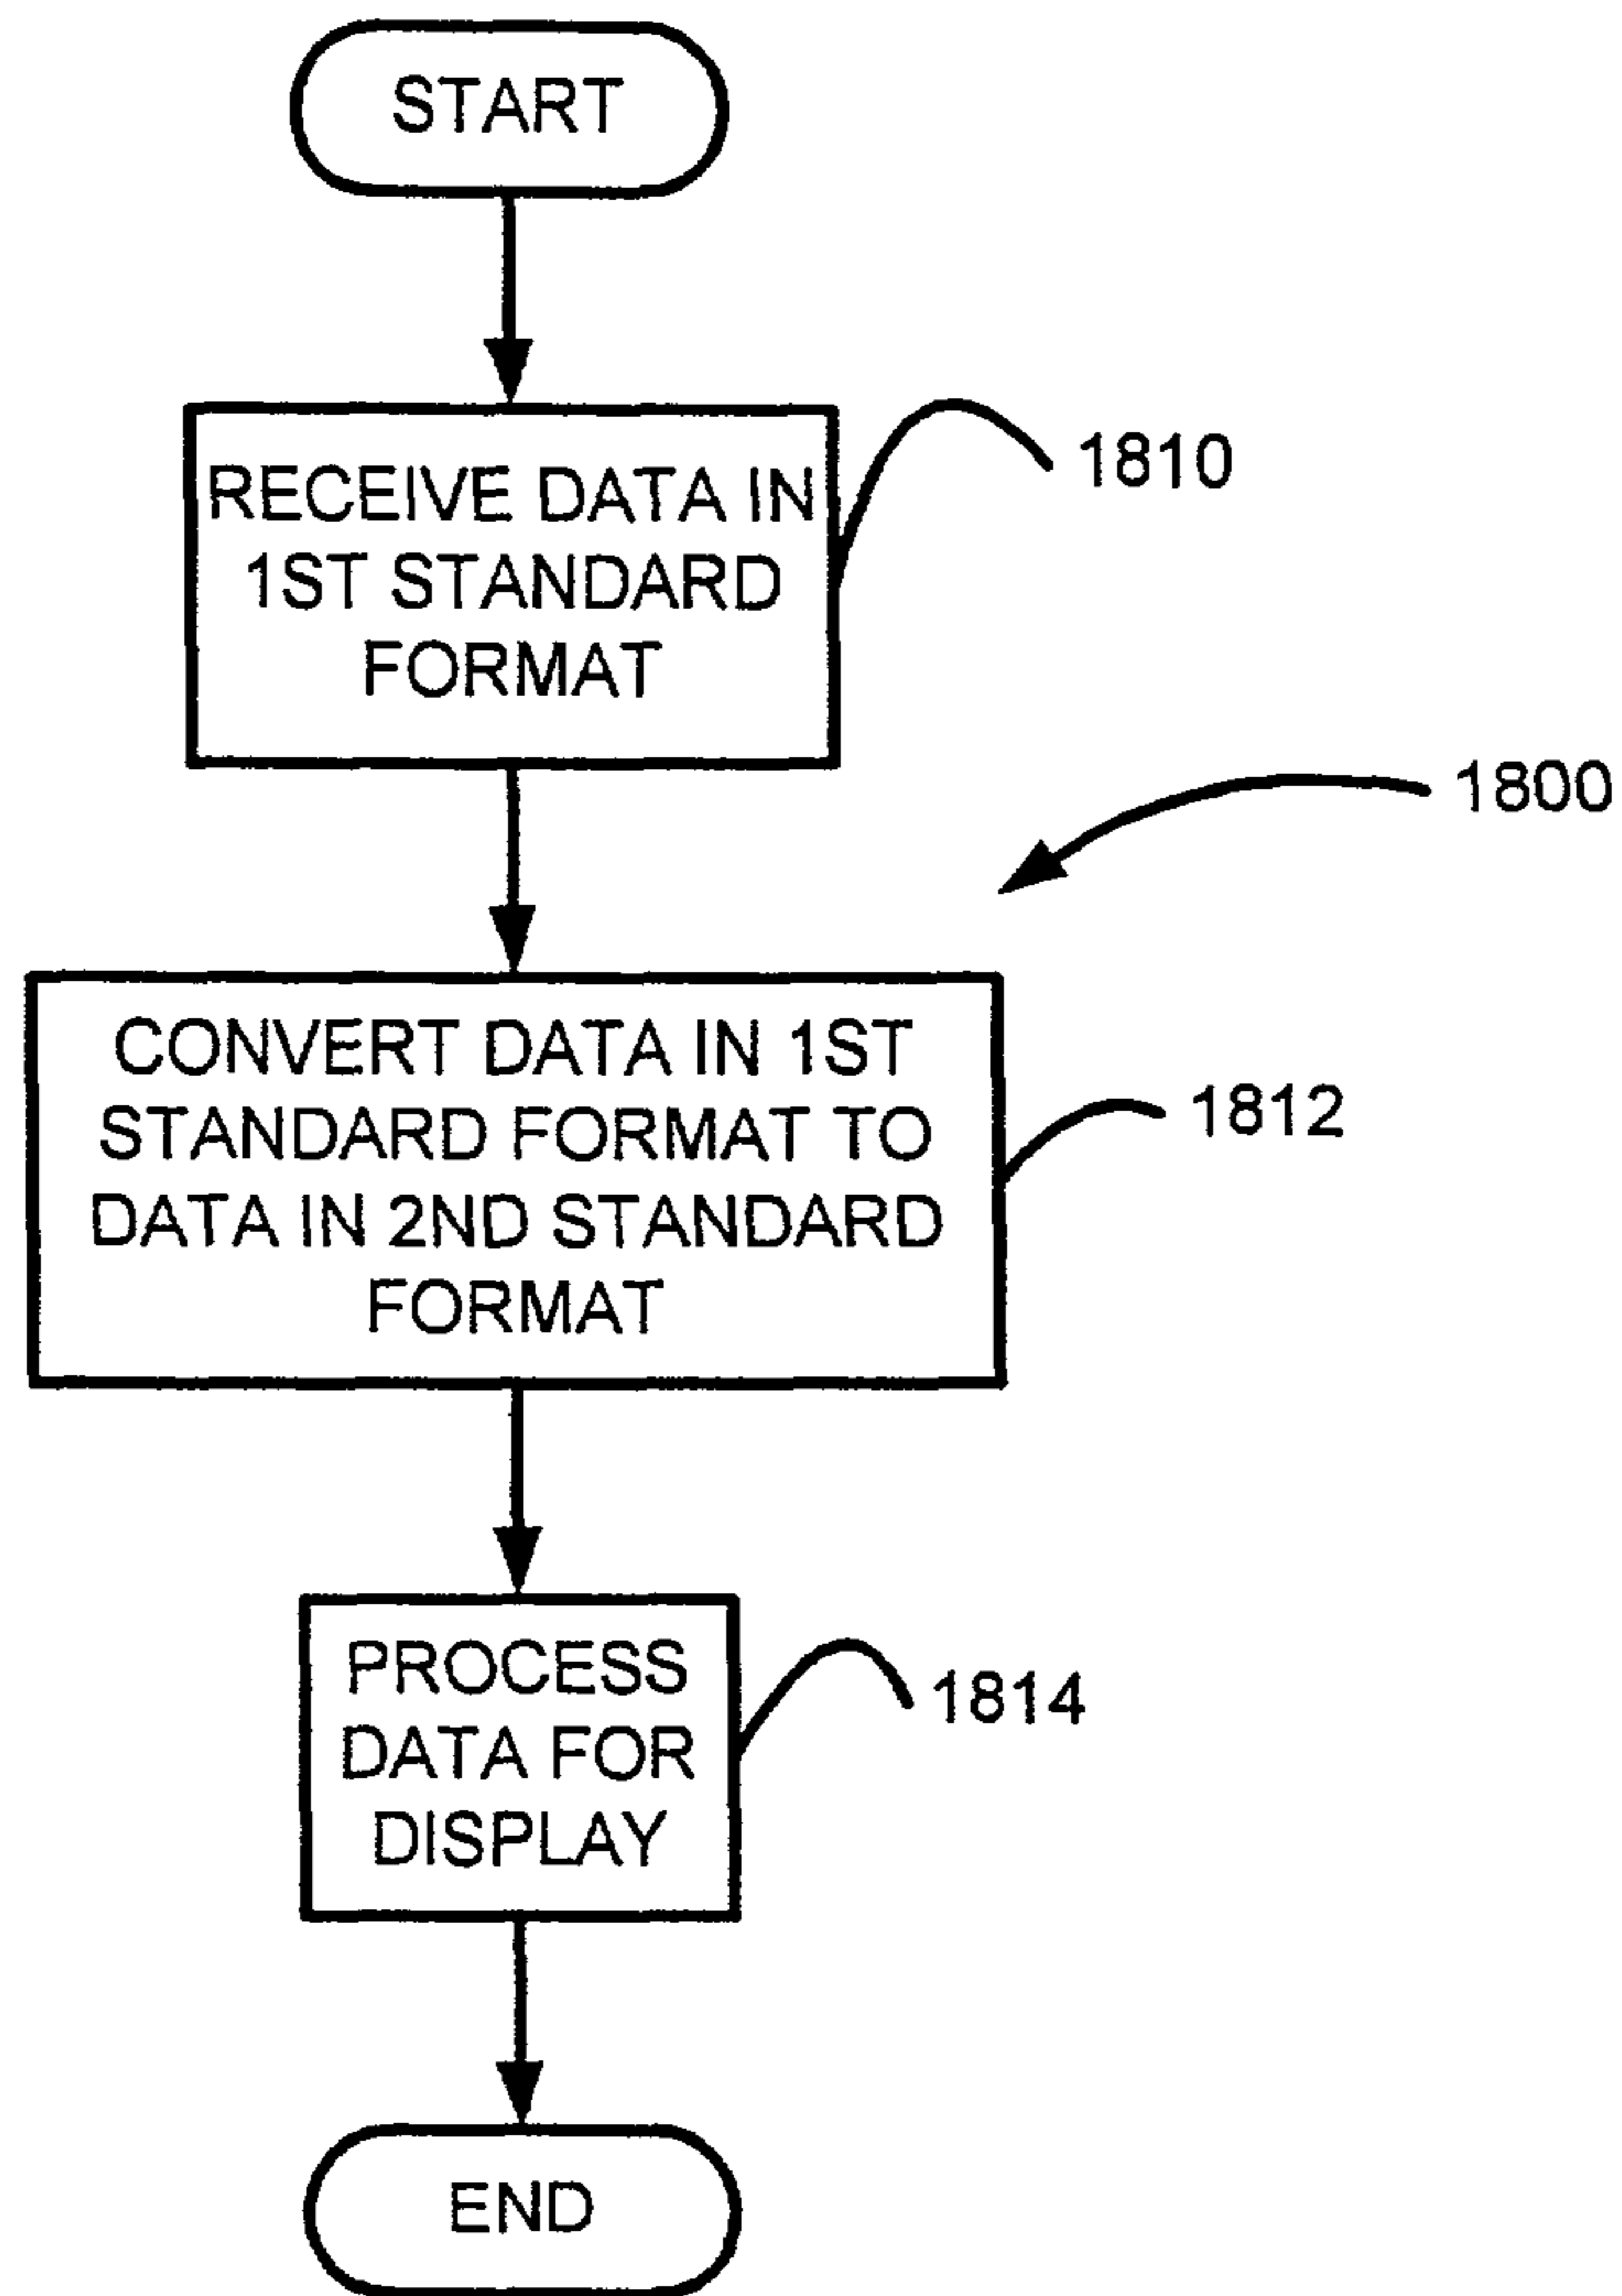 START
RECEIVE DATA IN
1ST STANDARD
FORMAT
1810
1800
CONVERT DATA IN 1ST
STANDARD FORMAT TO
DATA IN 2ND STANDARD
FORMAT
1812
PROCESS
DATA FOR
DISPLAY
1814
END